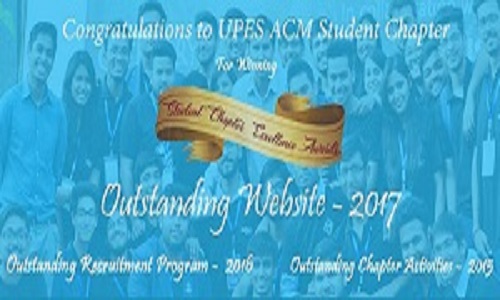 Congratulations to UPES ACM Student Chapter
For Winning
Student Chapter Excellence Awards
Outstanding Website - 2017
Outstanding Recruitment Program - 2016 Outstanding Chapter Activities - 2015